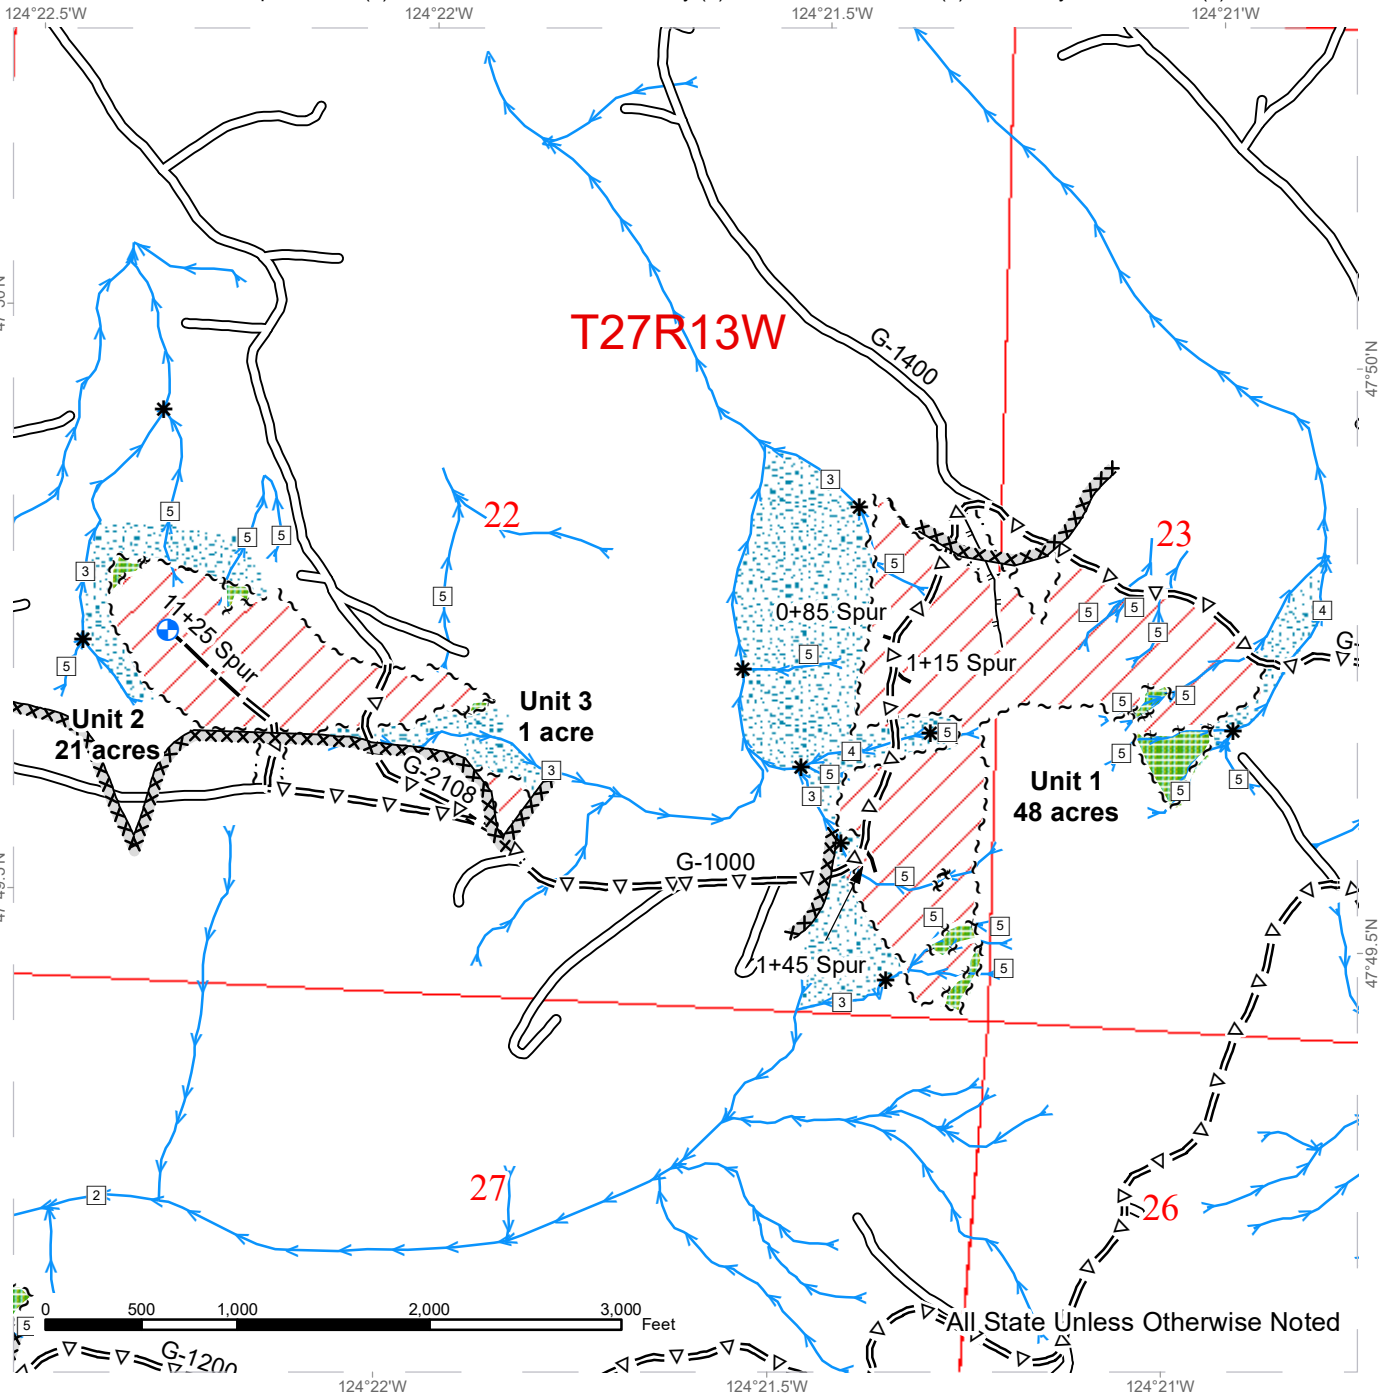 124°22.5'W
124°22'W
124°21.5'W
124°21'W
T27R13W
G-1400
47°50'N
3
22
23
5
5
5
5
5
3
5
5
5
5
4
0+85 Spur
11+25 Spur
G-
5
5
1+15 Spur
Unit 3
1 acre
5
5
Unit 2
21 acres
5
4
5
G-2108
3
5
3
Unit 1
48 acres
5
5
G-1000
5
5
5
1+45 Spur
5
47°49.5'N
3
27
2
26
0
500
1,000
2,000
3,000
Feet
5
All State Unless Otherwise Noted
G-1200
124°22'W
124°21.5'W
124°21'W